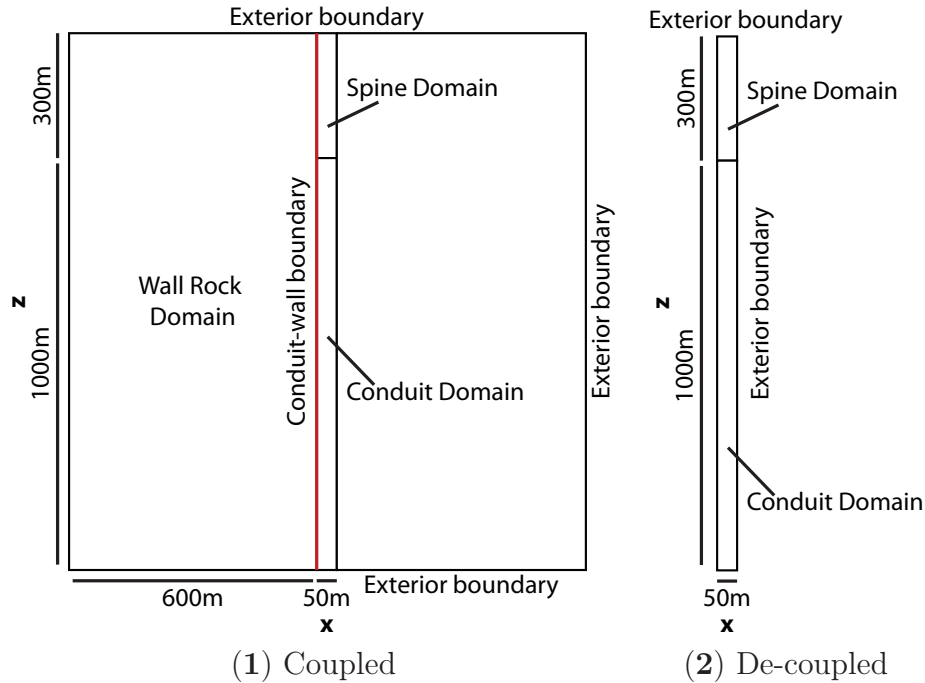 Exterior boundary
300m
Spine Domain
Wall Rock
Domain
Conduit-wall boundary
z
1000m
Exterior boundary
Conduit Domain
600m
50m
Exterior boundary
x
(1) Coupled
Exterior boundary
300m
Spine Domain
z
1000m
Exterior boundary
Conduit Domain
50m
x
(2) De-coupled